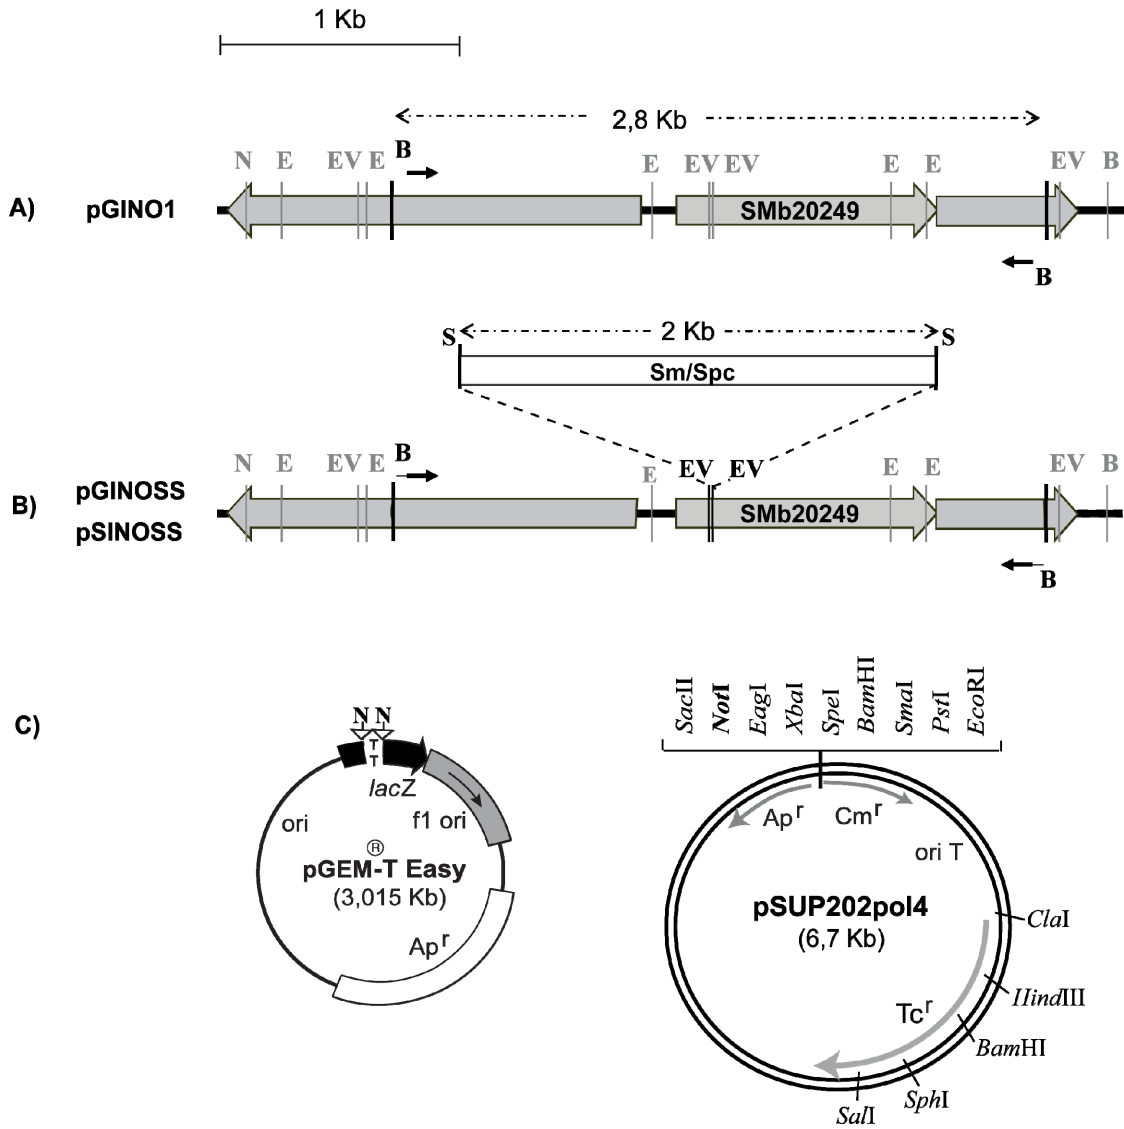 1 Kb
2,8 Kb
N E EV E B E EV EV E E EV B
A) pGINO1 SMb20249
B
S 2 Kb S
Sm/Spc
N E EV E B E EV EV E E EV B
pGINOSS
B) pSINOSS SMb20249
B
C)
SacII NotI EagI XbaI SpeI BamHI SmaI PstI EcoRI
N N
T
T
lacZ
ori f1 ori
®
pGEM-T Easy
(3,015 Kb)
Ap r
Ap r Cm r
ori T
pSUP202pol4
(6,7 Kb)
ClaI
HindIII
Tc r
BamHI
SphI
SalI